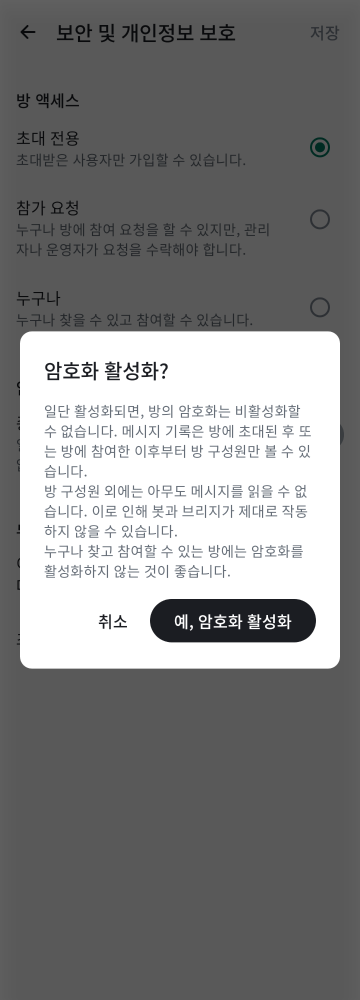 보안 및 개인정보 보호
저장
방 액세스
초대 전용
초대받은 사용자만 가입할 수 있습니다.
참가 요청
누구나 방에 참여 요청을 할 수 있지만, 관리
자나 운영자가 요청을 수락해야 합니다.
누구나
누구나 찾을 수 있고 참여할 수 있습니다.
암호화 활성화?
일단 활성화되면, 방의 암호화는 비활성화할
수 없습니다. 메시지 기록은 방에 초대된 후 또
는 방에 참여한 이후부터 방 구성원만 볼 수 있
습니다.
방 구성원 외에는 아무도 메시지를 읽을 수 없
습니다. 이로 인해 봇과 브리지가 제대로 작동
하지 않을 수 있습니다.
누구나 찾고 참여할 수 있는 방에는 암호화를
활성화하지 않는 것이 좋습니다.
취소
예, 암호화 활성화